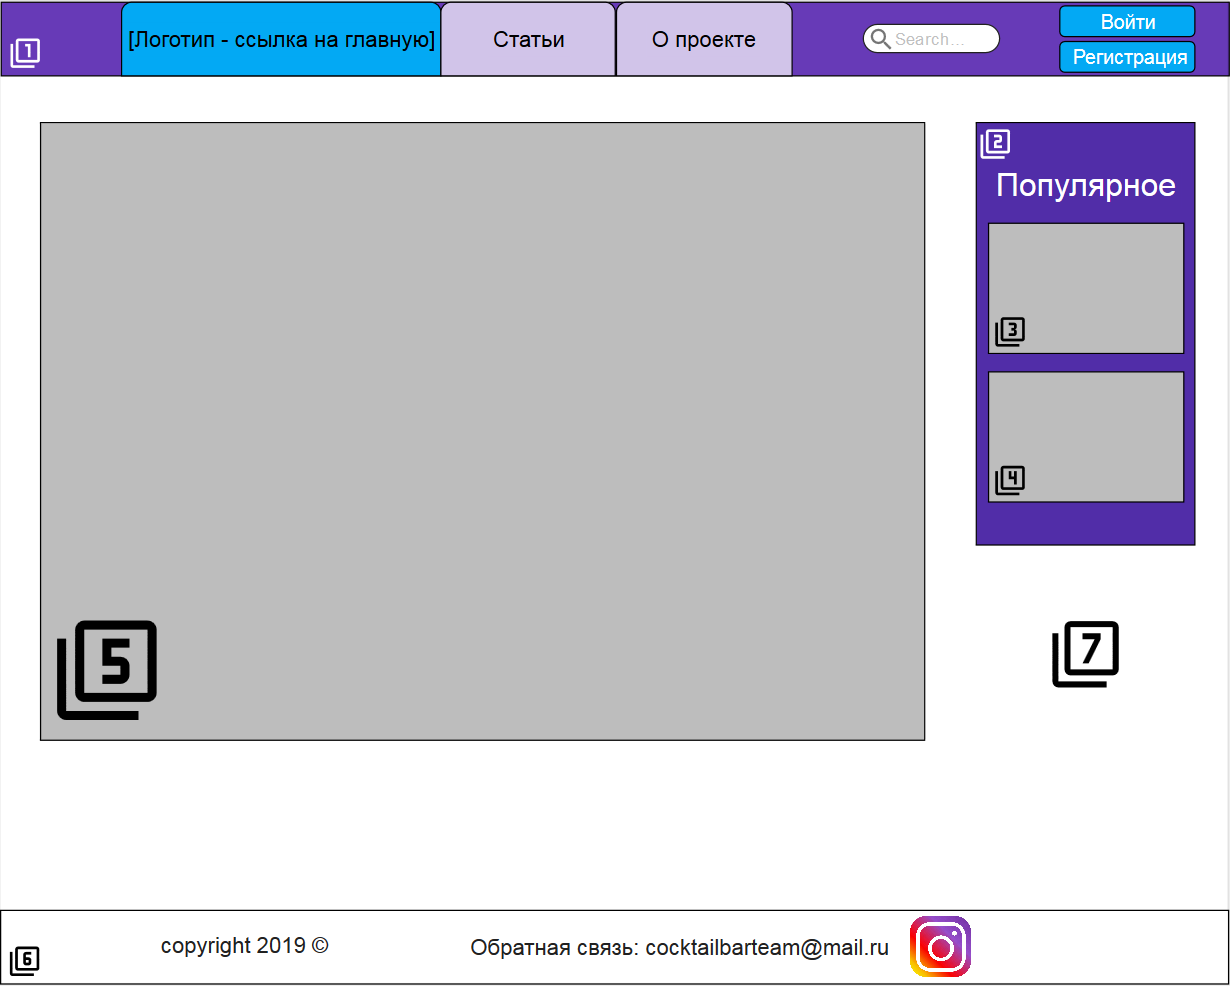 1
[Логотип - ссылка на главную]
Статьи
О проекте
Search...
Войти
Регистрация
2
Популярное
3
4
5
7
6
copyright 2019 ©
Обратная связь: cocktailbarteam@mail.ru